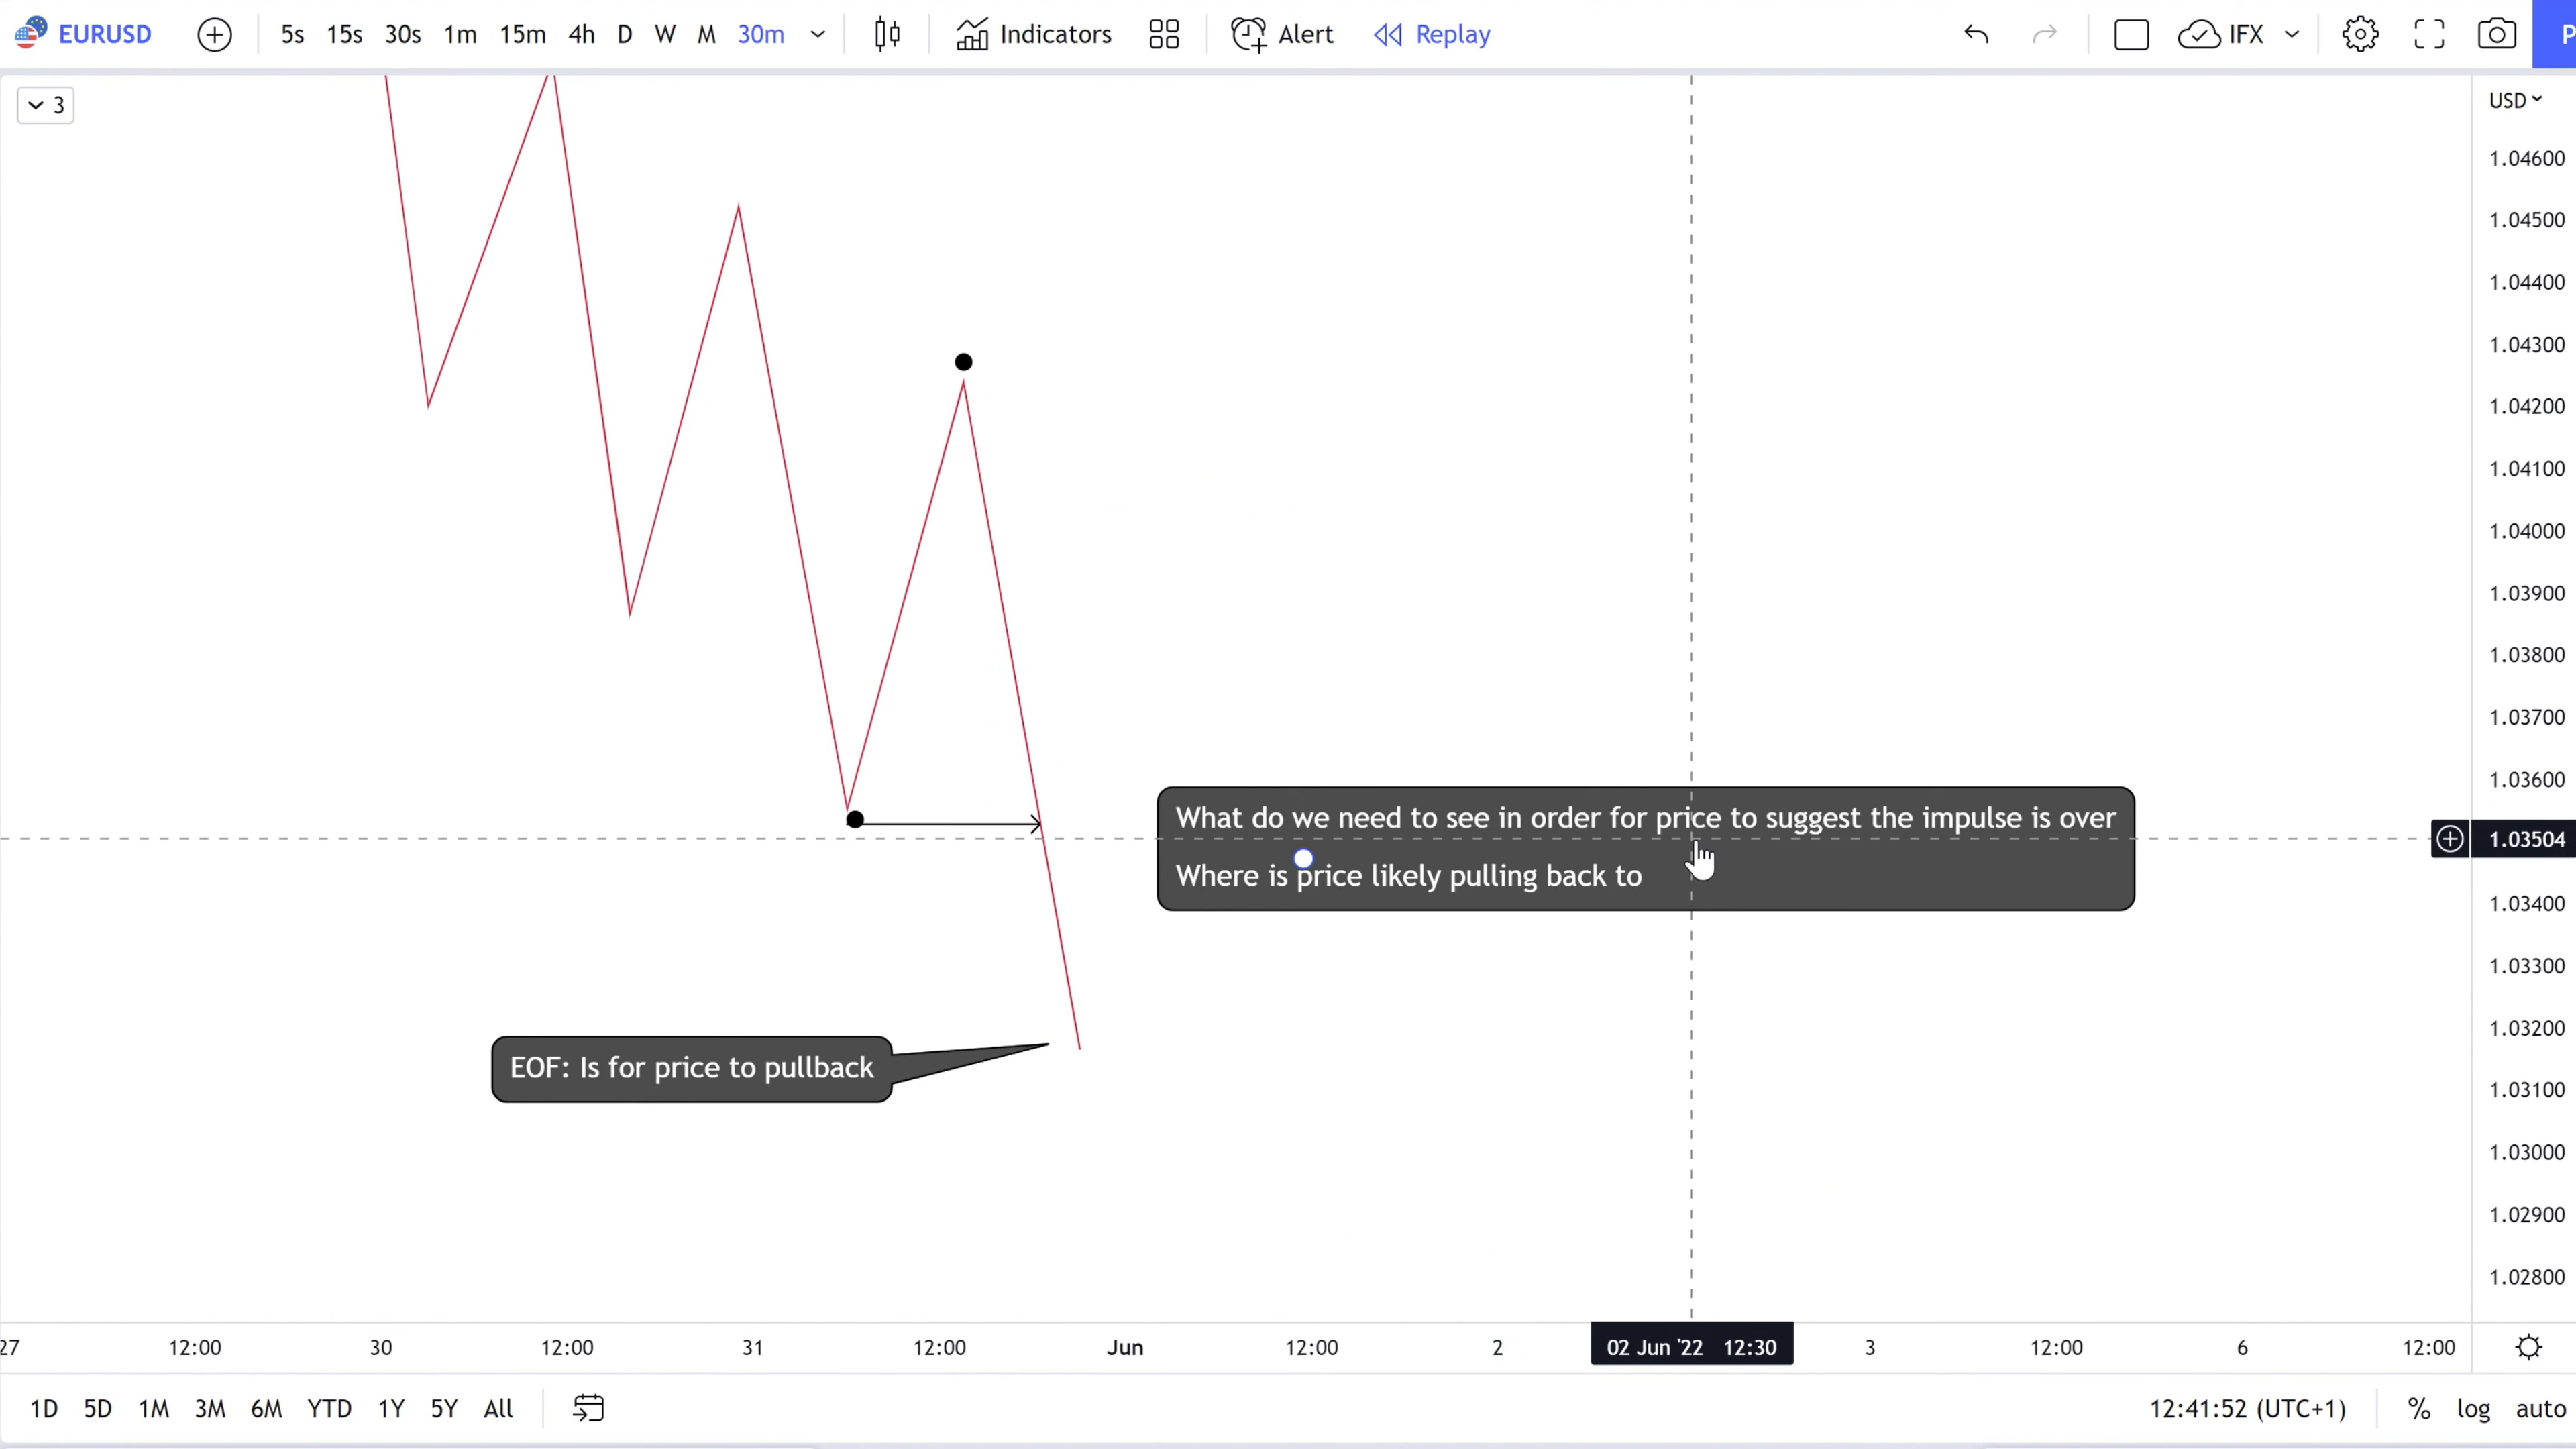 EURUSD 5s 15s 30s 1m 15m 4h D W M 30m Indicators Alert Replay IFX P
3
USD
1.04600
1.04500
1.04400
1.04300
1.04200
1.04100
1.04000
1.03900
1.03800
1.03700
1.03600
What do we need to see in order for price to suggest the impulse is over
1.03504
Where is price likely pulling back to
1.03400
1.03300
1.03200
EOF: Is for price to pullback
1.03100
1.03000
1.02900
1.02800
27 12:00 30 12:00 31 12:00 Jun 12:00 2 02 Jun '22 12:30 3 12:00 6 12:00
1D 5D 1M 3M 6M YTD 1Y 5Y All 12:41:52 (UTC+1) % log auto